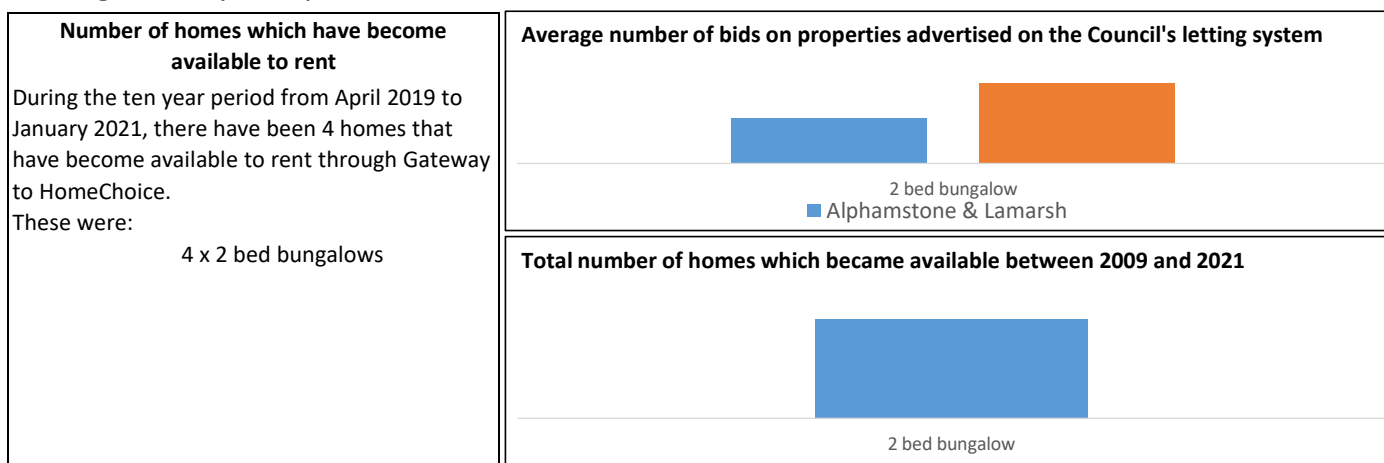 Number of homes which have become
available to rent
During the ten year period from April 2019 to
January 2021, there have been 4 homes that
have become available to rent through Gateway
to HomeChoice.
These were:
4 x 2 bed bungalows
Average number of bids on properties advertised on the Council's letting system
2 bed bungalow
Alphamstone & Lamarsh
Total number of homes which became available between 2009 and 2021
2 bed bungalow